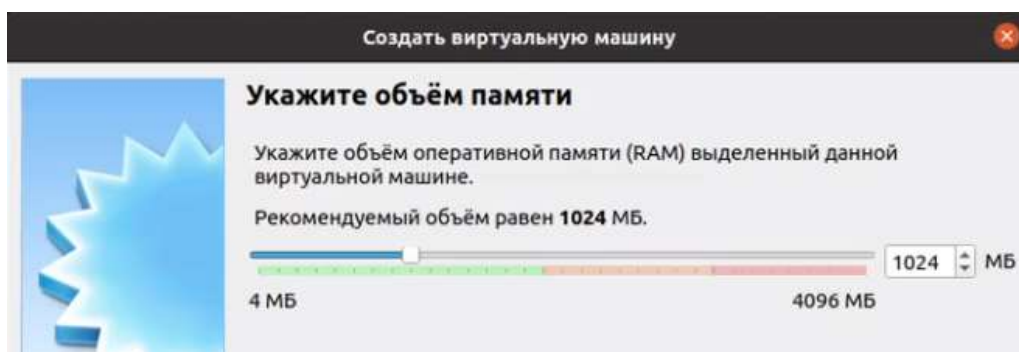 Создать виртуальную машину
Укажите объём памяти
Укажите объём оперативной памяти (RAM) выделенный данной
виртуальной машине.
Рекомендуемый объём равен 1024 МБ.
1024 МБ
4 МБ 4096 МБ